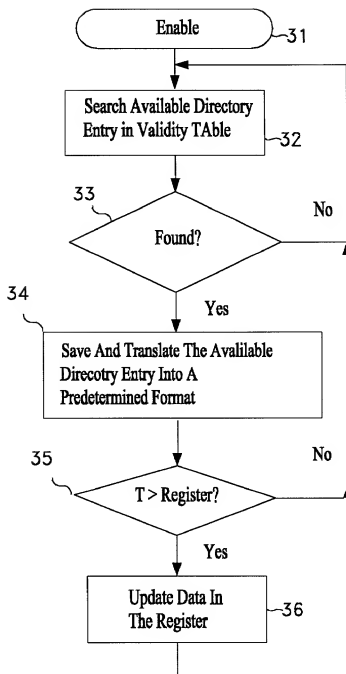 Enable
31
Search Available Directory
Entry in Validity TAble
32
33
No
Found?
Yes
34
Save And Translate The Avalilable
Direcotry Entry Into A
Predetermined Format
35
No
T > Register?
Yes
Update Data In
The Register
36